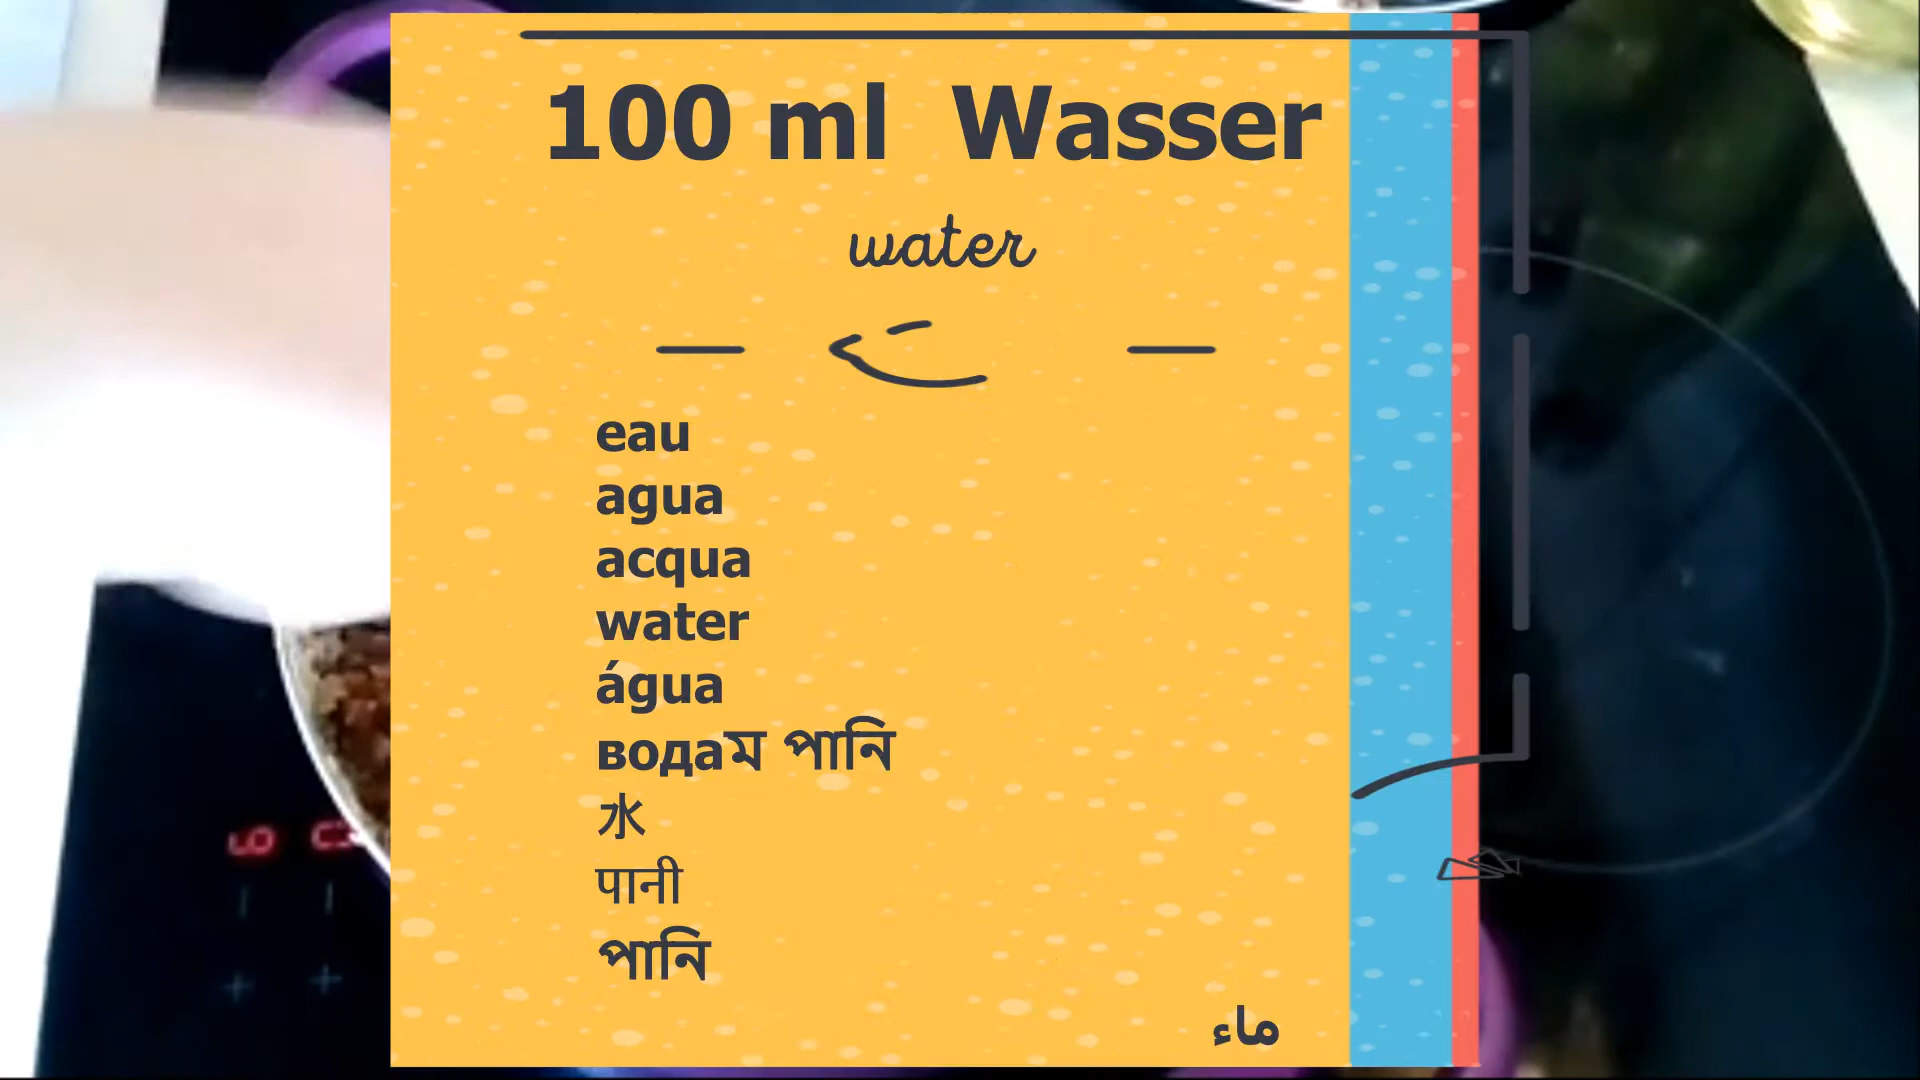 100 ml Wasser
water
eau
agua
acqua
water
água
водаম পানি
水
पानी
পানি
ماء